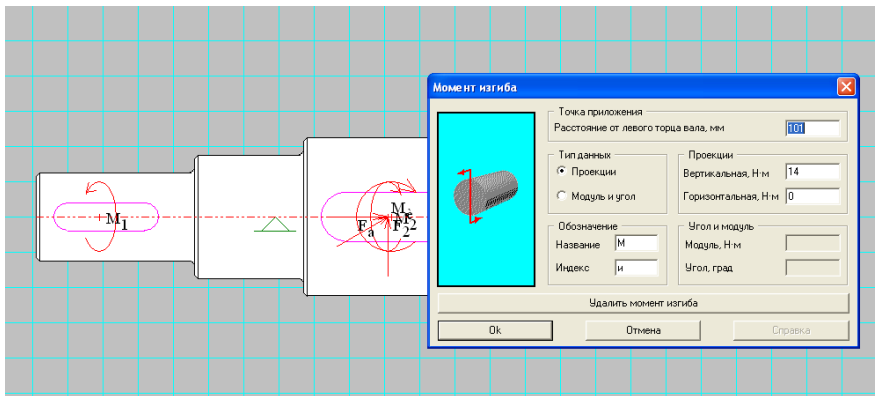 Момент изгиба
Точка приложения
Расстояние от левого торца вала, мм 101
Тип данных
Проекции
Модуль и угол
Проекции
Вертикальная, Н·м 14
Горизонтальная, Н·м 0
Обозначение
Название М
Индекс и
Угол и модуль
Модуль, Н·м
Угол, град
Удалить момент изгиба
Ok Отмена Справка
M1
Fa
F2